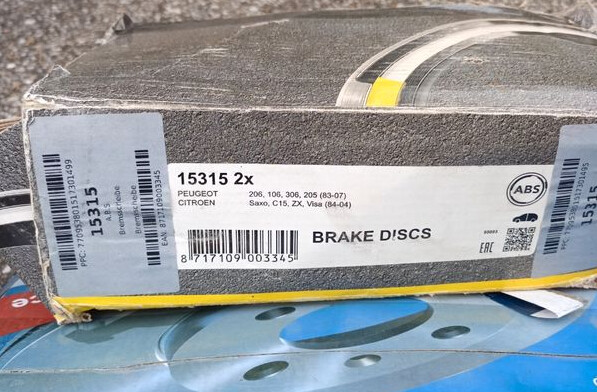 15315 2x
PEUGEOT 206, 106, 306, 205 (83-07)
CITROEN Saxo, C15, ZX, Visa (84-04)
8 717109 003345
BRAKE DISCS
ABS
EAC
15315
A.B.S.
Bremsscheibe
Bremsscheibe
EAN: 8717109003345
15315